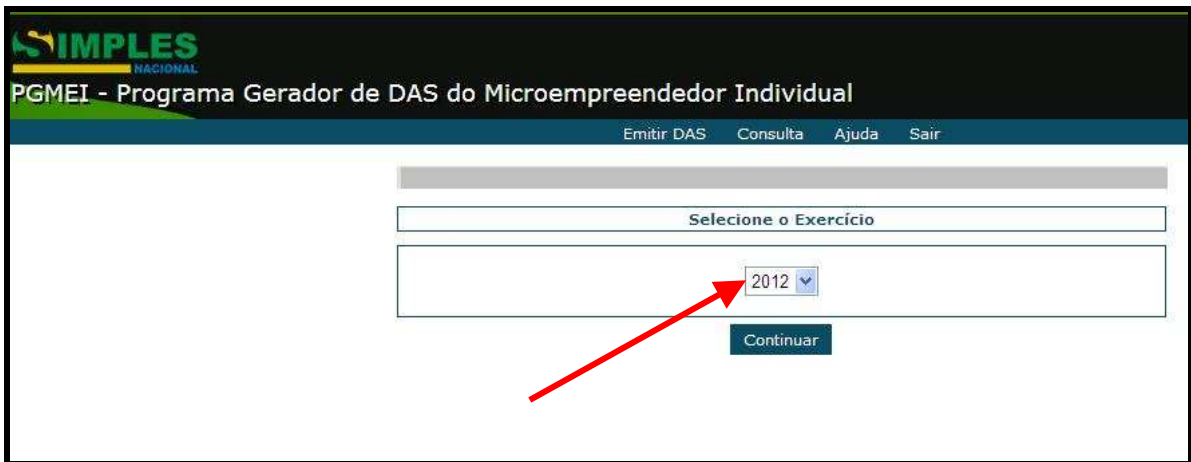 SIMPLES
NACIONAL
PGMEI - Programa Gerador de DAS do Microempreendedor Individual
Emitir DAS Consulta Ajuda Sair
Selecione o Exercício
2012
Continuar